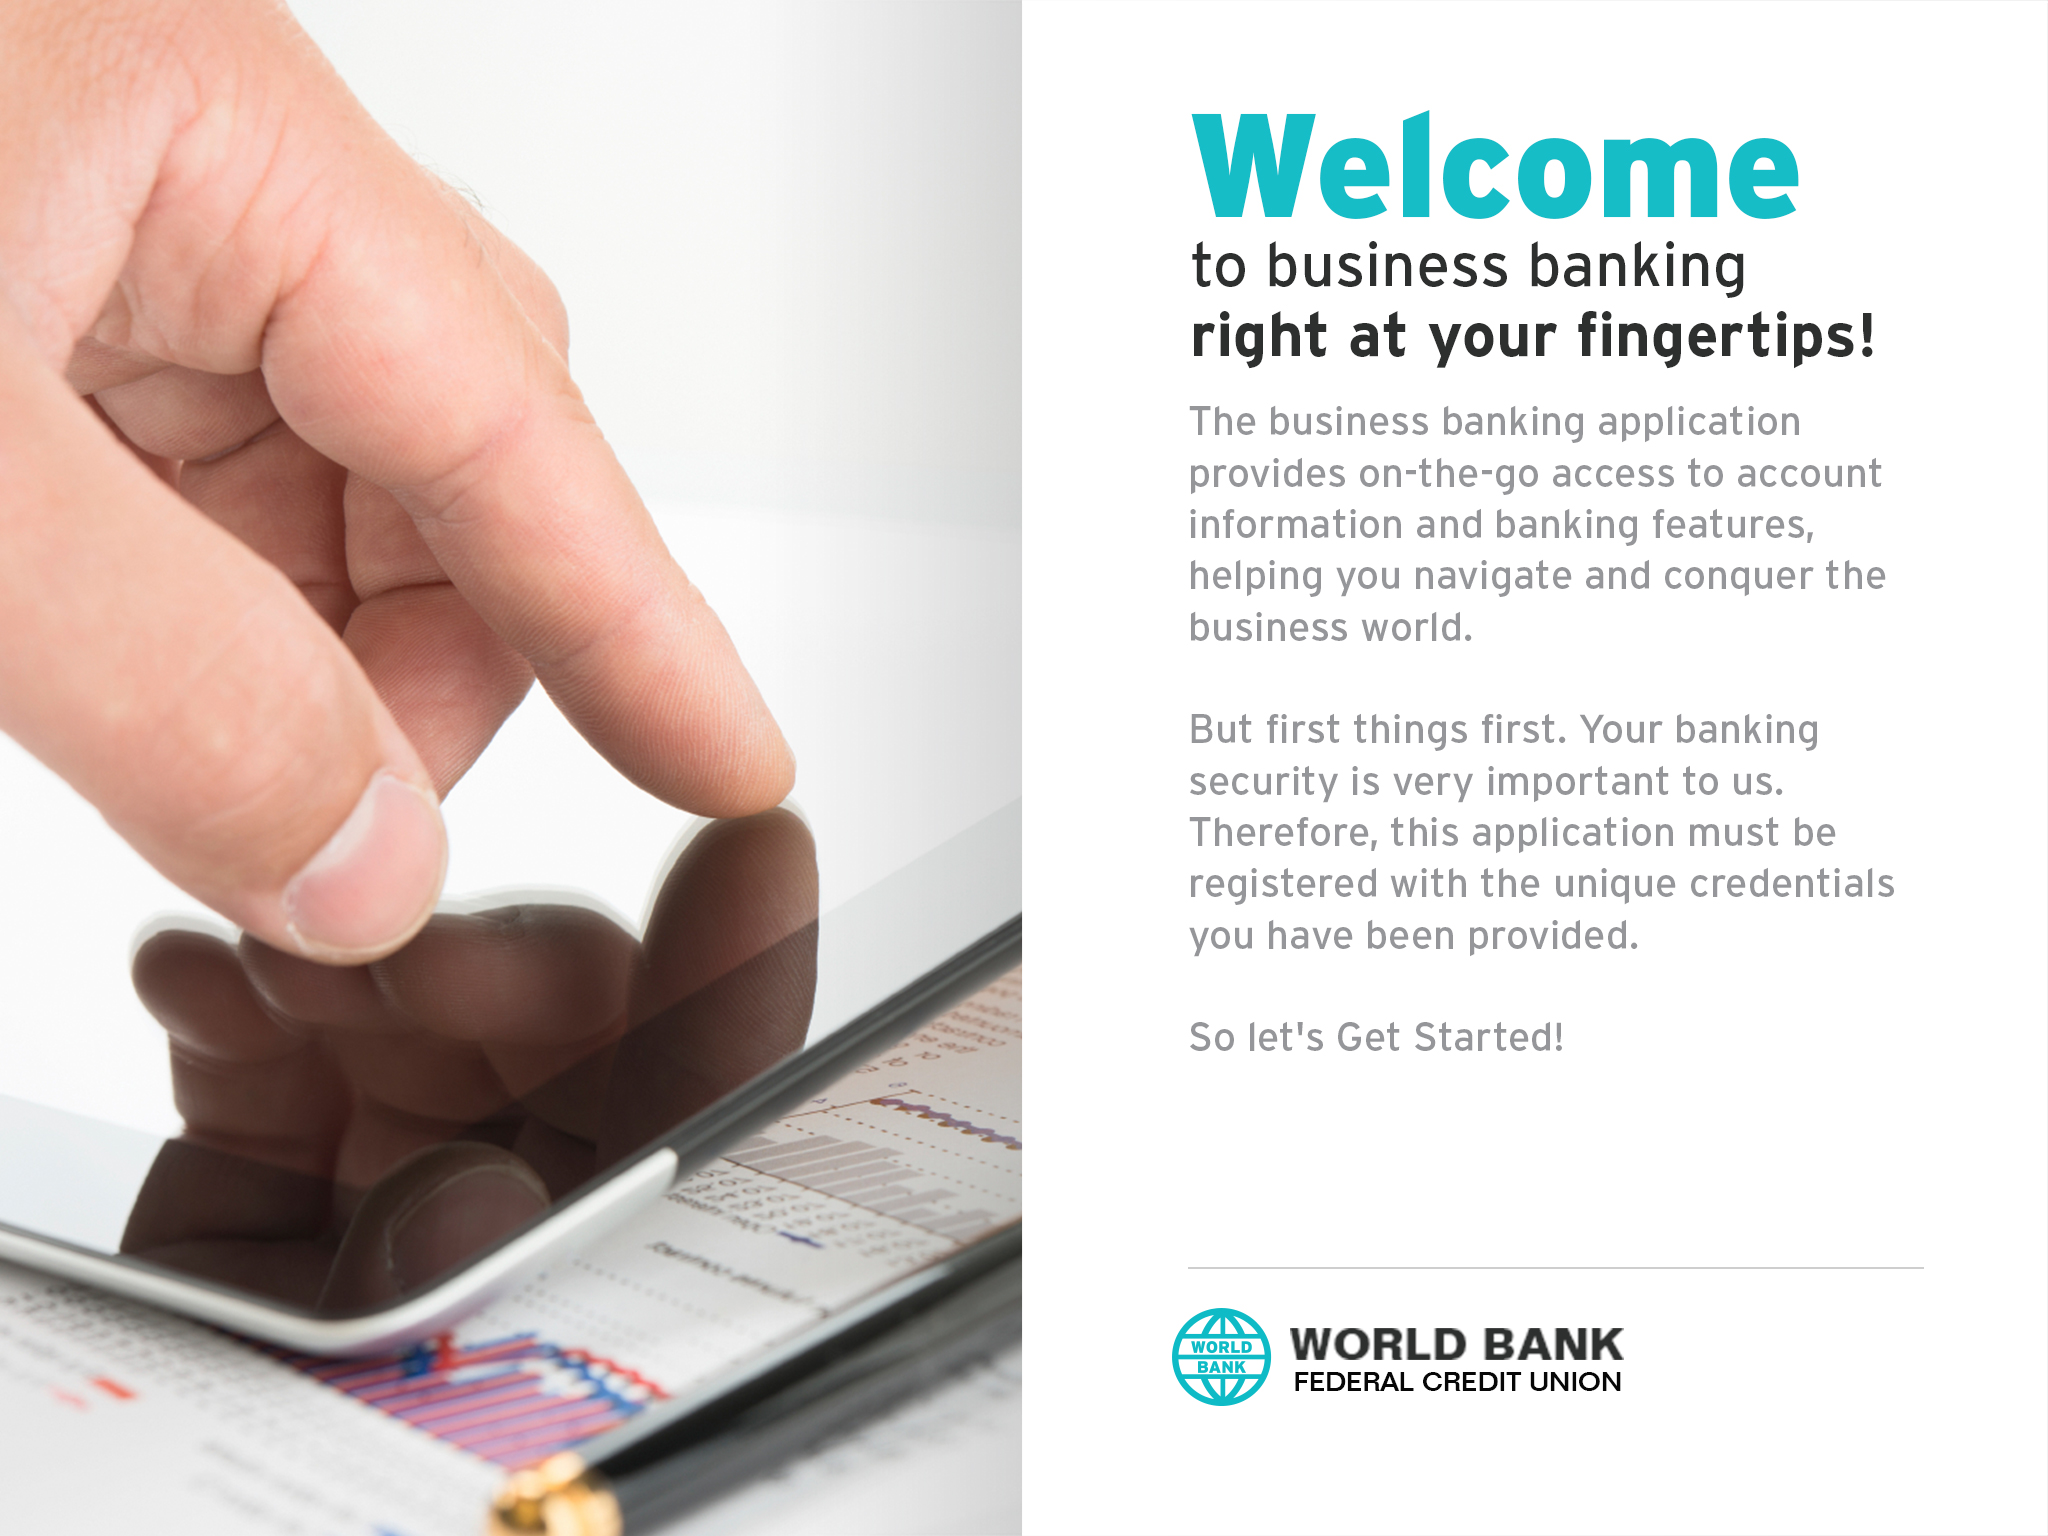 Welcome
to business banking
right at your fingertips!
The business banking application
provides on-the-go access to account
information and banking features,
helping you navigate and conquer the
business world.
But first things first. Your banking
security is very important to us.
Therefore, this application must be
registered with the unique credentials
you have been provided.
So let's Get Started!
WORLD
BANK
WORLD BANK
FEDERAL CREDIT UNION